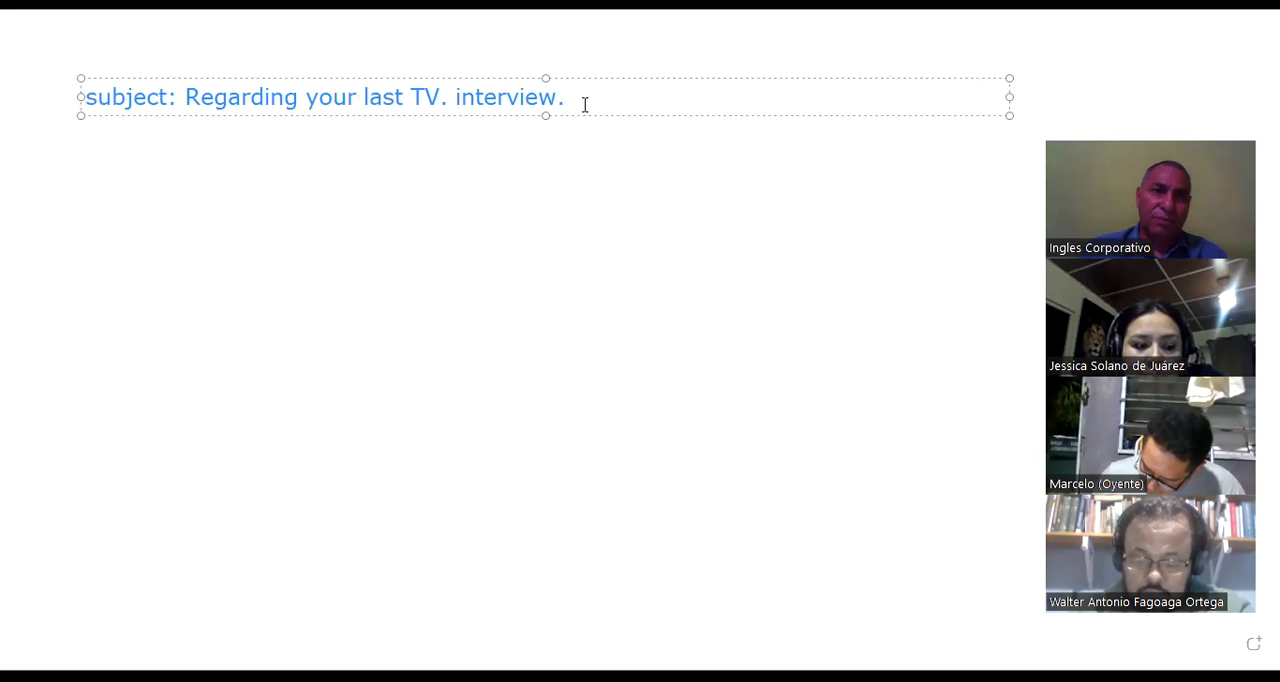 subject: Regarding your last TV. interview.
Ingles Corporativo
Jessica Solano de Juárez
Marcelo (Oyente)
Walter Antonio Fagoaga Ortega